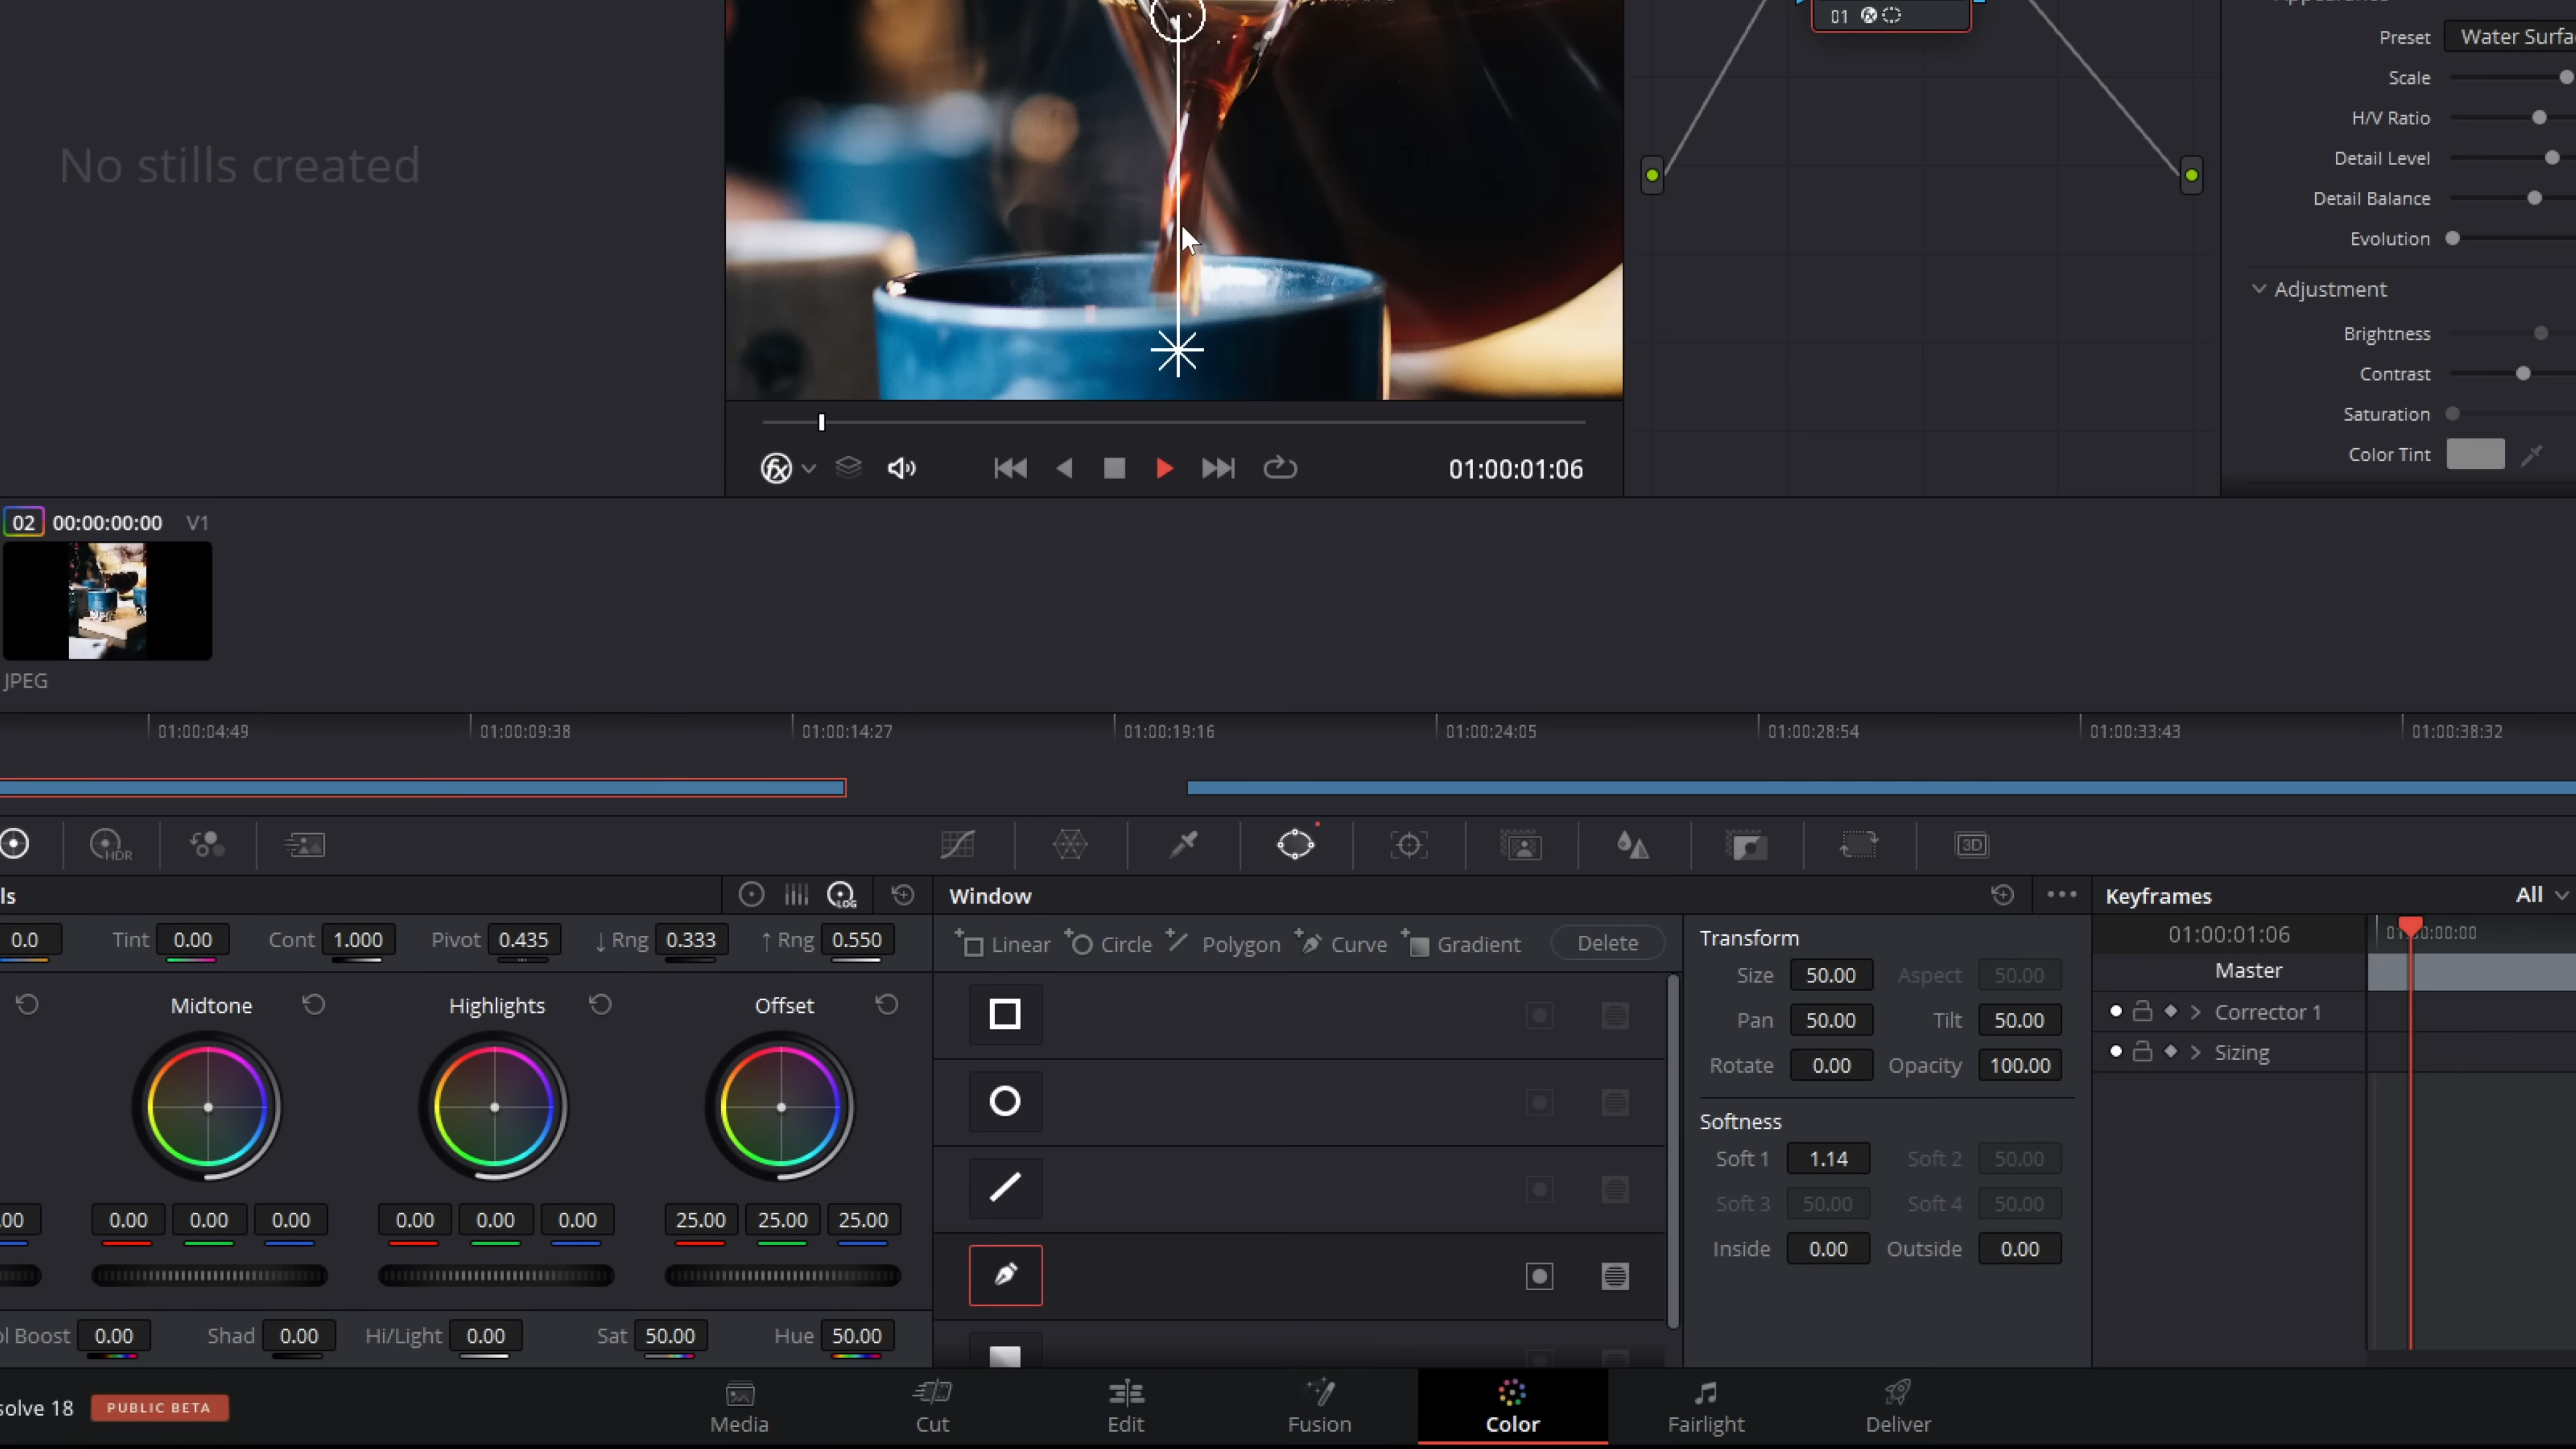 Preset
Water Surfa
Scale
H/V Ratio
Detail Level
Detail Balance
Evolution
Adjustment
Brightness
Contrast
Saturation
Color Tint
01
No stills created
01:00:01:06
02 00:00:00:00 V1
JPEG
01:00:04:49 01:00:09:38 01:00:14:27 01:00:19:16 01:00:24:05 01:00:28:54 01:00:33:43 01:00:38:32
HDR
3D
ls
LOG
0.0 Tint 0.00 Cont 1.000 Pivot 0.435 ↓ Rng 0.333 ↑ Rng 0.550
Midtone Highlights Offset
.00 0.00 0.00 0.00 0.00 0.00 0.00 25.00 25.00 25.00
ol Boost 0.00 Shad 0.00 Hi/Light 0.00 Sat 50.00 Hue 50.00
Window
Linear Circle Polygon Curve Gradient Delete
Transform
Size 50.00 Aspect 50.00
Pan 50.00 Tilt 50.00
Rotate 0.00 Opacity 100.00
Softness
Soft 1 1.14 Soft 2 50.00
Soft 3 50.00 Soft 4 50.00
Inside 0.00 Outside 0.00
Keyframes All
01:00:01:06
Master
Corrector 1
Sizing
solve 18 PUBLIC BETA
Media Cut Edit Fusion Color Fairlight Deliver